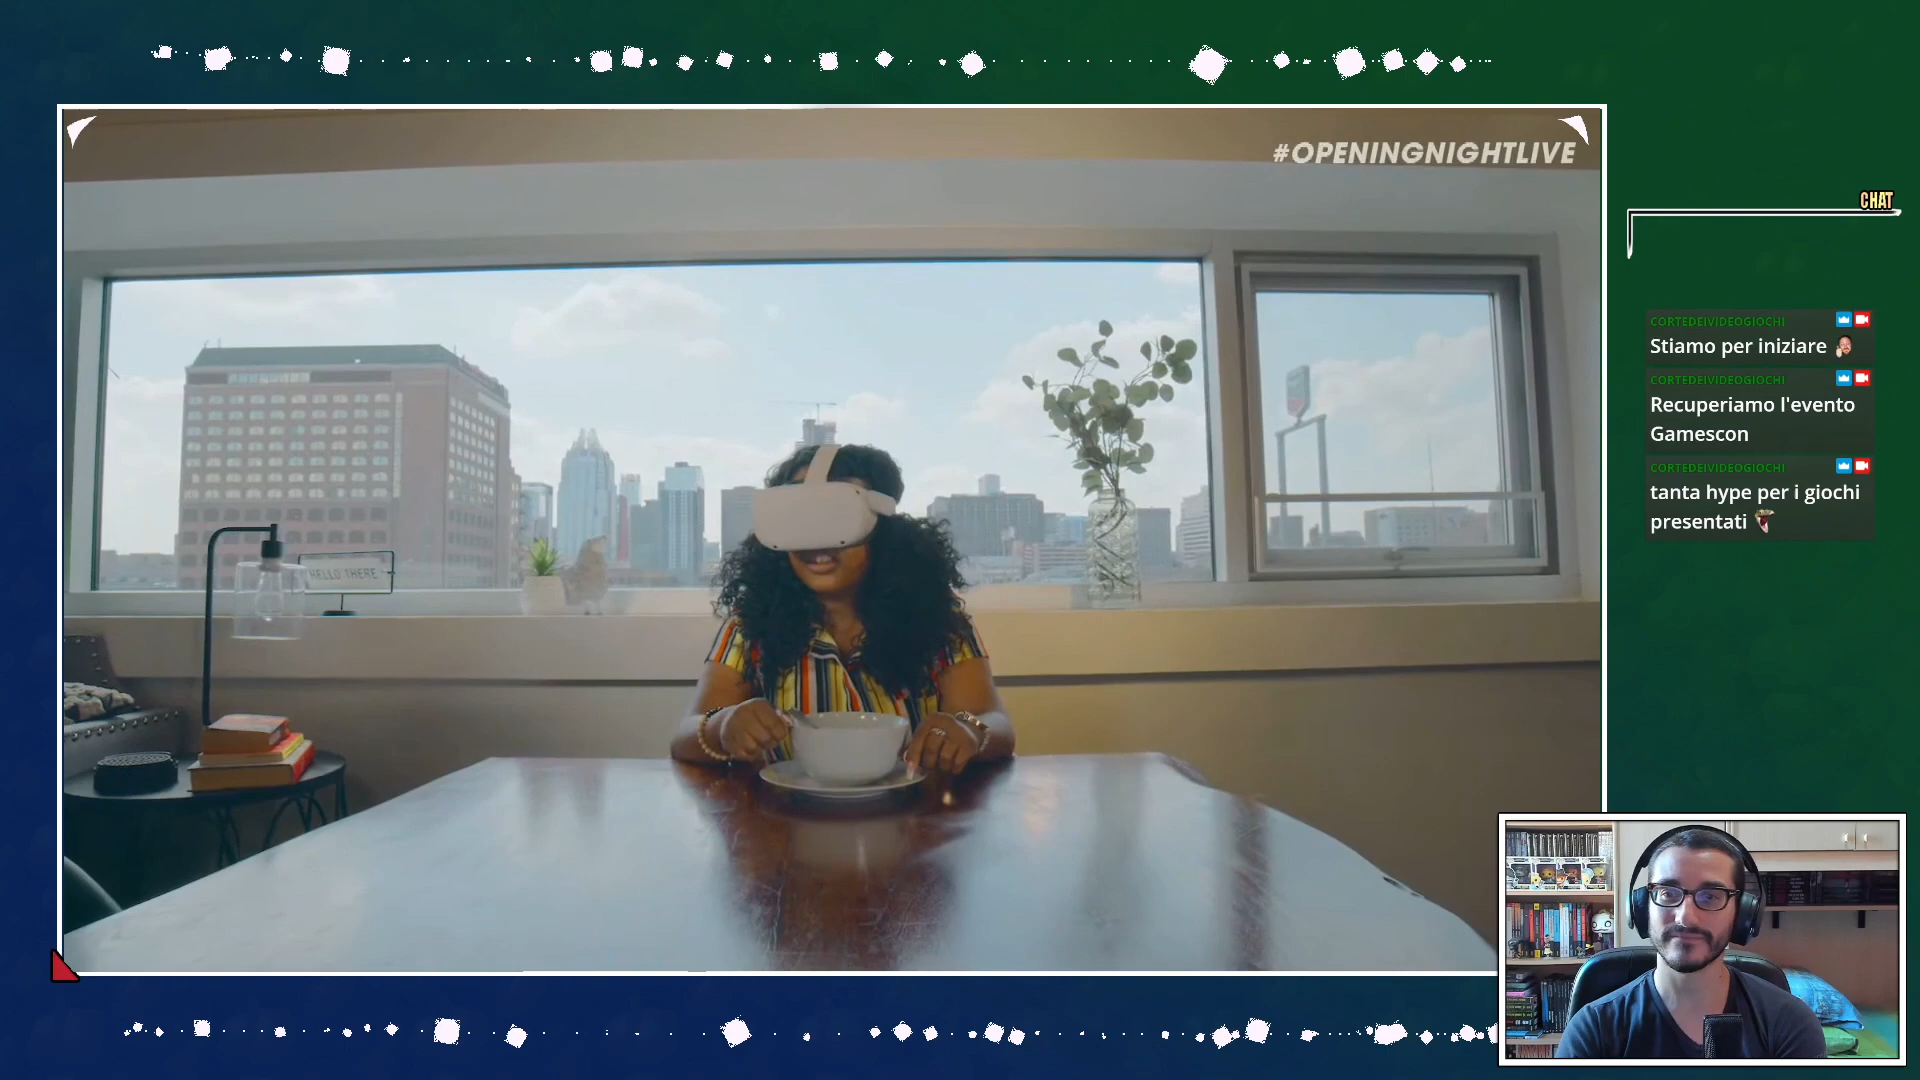 #OPENINGNIGHTLIVE
CHAT
CORTEDEIVIDEOGIOCHI
Stiamo per iniziare
CORTEDEIVIDEOGIOCHI
Recuperiamo l'evento
Gamescon
CORTEDEIVIDEOGIOCHI
tanta hype per i giochi
presentati
HELLO THERE